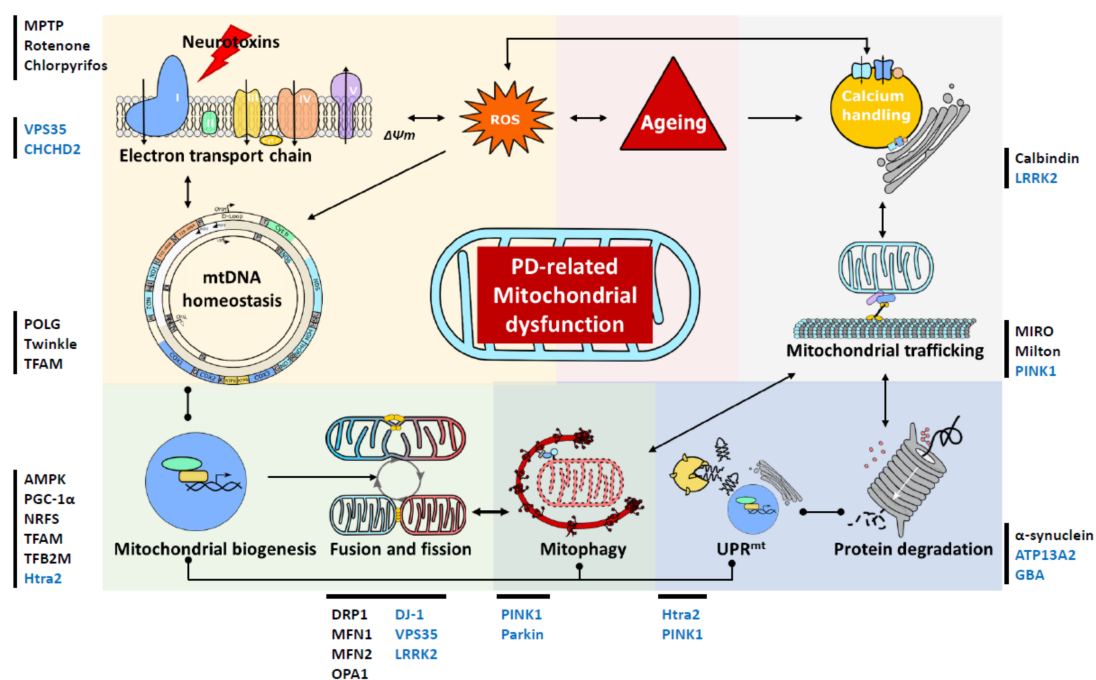 MPTP
Rotenone
Chlorpyrifos
Neurotoxins
I
II
III
IV
V
VPS35
CHCHD2
ΔΨm
Electron transport chain
ROS
Ageing
Calcium
handling
Calbindin
LRRK2
D-Loop
Cyt b
mtDNA
homeostasis
PD-related
Mitochondrial
dysfunction
POLG
Twinkle
TFAM
Mitochondrial trafficking
MIRO
Milton
PINK1
AMPK
PGC-1α
NRFS
TFAM
TFB2M
Htra2
Mitochondrial biogenesis
Fusion and fission
Mitophagy
UPRmt
Protein degradation
α-synuclein
ATP13A2
GBA
DRP1
MFN1
MFN2
OPA1
DJ-1
VPS35
LRRK2
PINK1
Parkin
Htra2
PINK1